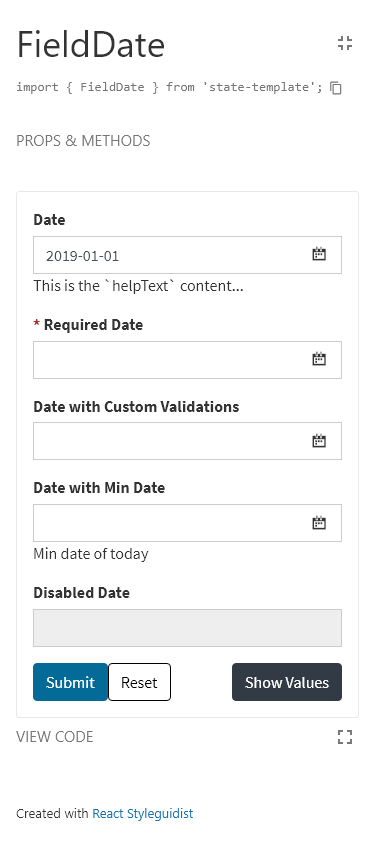 FieldDate
import { FieldDate } from 'state-template';
PROPS & METHODS
Date
2019-01-01
This is the `helpText` content...
* Required Date
Date with Custom Validations
Date with Min Date
Min date of today
Disabled Date
Submit Reset Show Values
VIEW CODE
Created with React Styleguidist